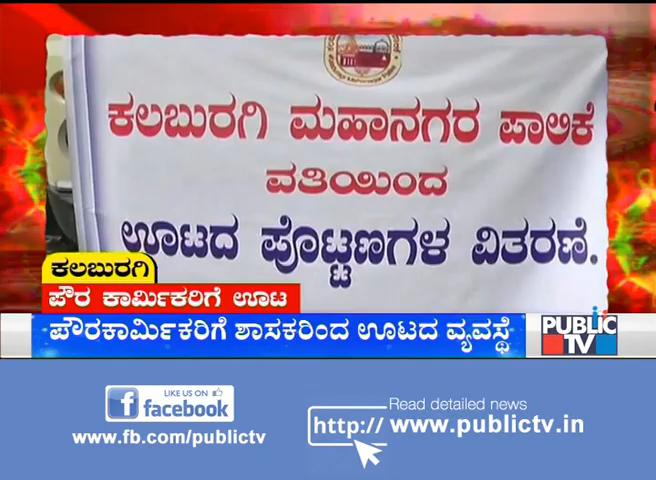 ಕಲಬುರಗಿ ಮಹಾನಗರ ಪಾಲಿಕೆ
ವತಿಯಿಂದ
ಊಟದ ಪೊಟ್ಟಣಗಳ ವಿತರಣೆ.
ಕಲಬುರಗಿ
ಪೌರ ಕಾರ್ಮಿಕರಿಗೆ ಊಟ
ಪೌರಕಾರ್ಮಿಕರಿಗೆ ಶಾಸಕರಿಂದ ಊಟದ ವ್ಯವಸ್ಥೆ
PUBLIC
TV
LIKE US ON
facebook
www.fb.com/publictv
Read detailed news
http:// www.publictv.in